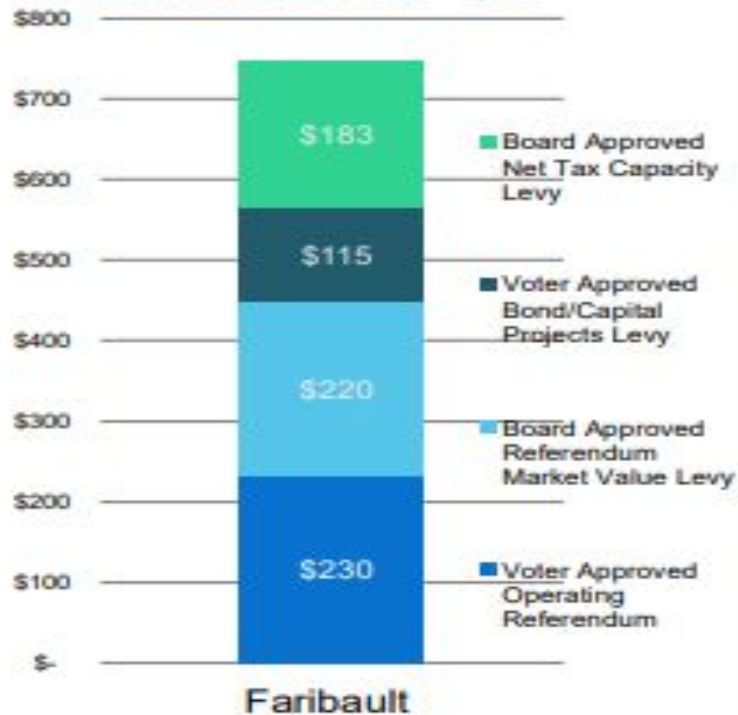 $800
$700
$600
$500
$400
$300
$200
$100
$-
$183
$115
$220
$230
Faribault
Board Approved
Net Tax Capacity
Levy
Voter Approved
Bond/Capital
Projects Levy
Board Approved
Referendum
Market Value Levy
Voter Approved
Operating
Referendum